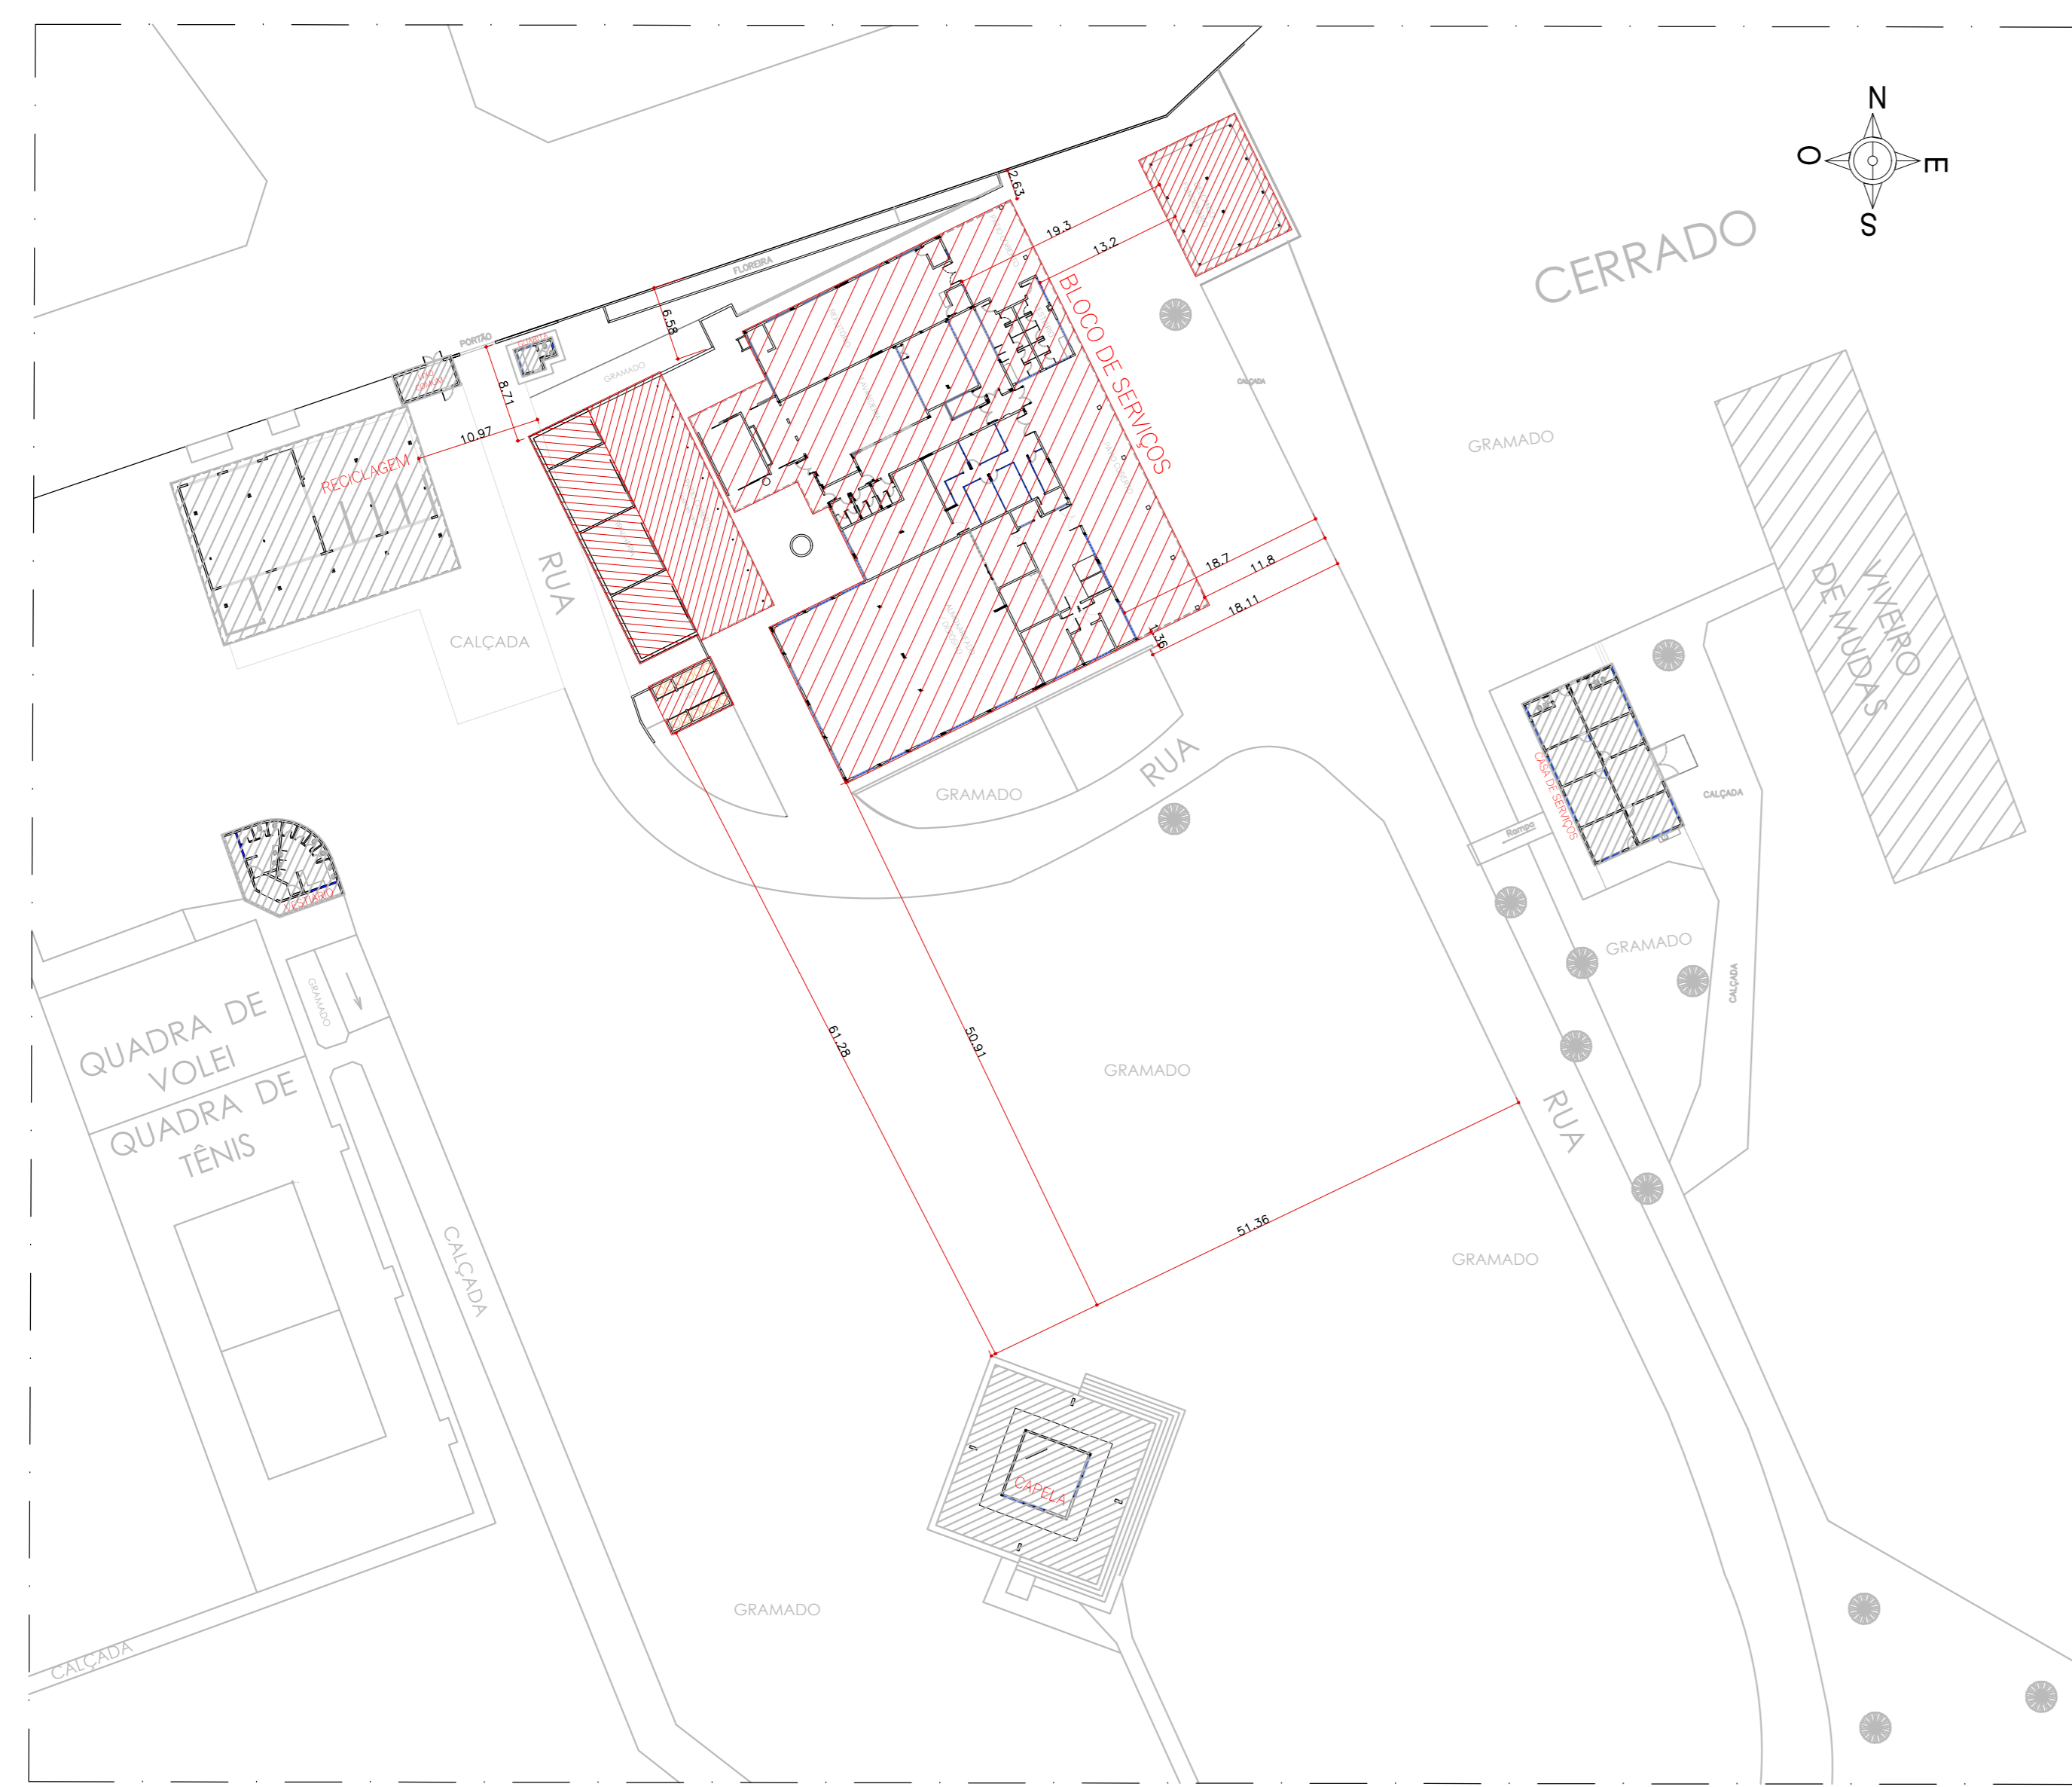 N
O
E
S
CERRADO
2.63
19.3
13.2
FLOREIRA
BLOCO DE SERVIÇOS
6.58
PORTÃO
GUARITA
8.71
GRAMADO
CALÇADA
10.97
RECICLAGEM
GRAMADO
RUA
VIVEIRO
DE MUDAS
18.7
11.8
18.11
1.36
CALÇADA
RUA
GRAMADO
CASA DE SERVIÇOS
CALÇADA
Rampa
VESTIÁRIO
GRAMADO
CALÇADA
GRAMADO
QUADRA DE
VOLEI
QUADRA DE
TÊNIS
61.28
50.91
GRAMADO
RUA
51.36
CALÇADA
GRAMADO
CAPELA
GRAMADO
CALÇADA